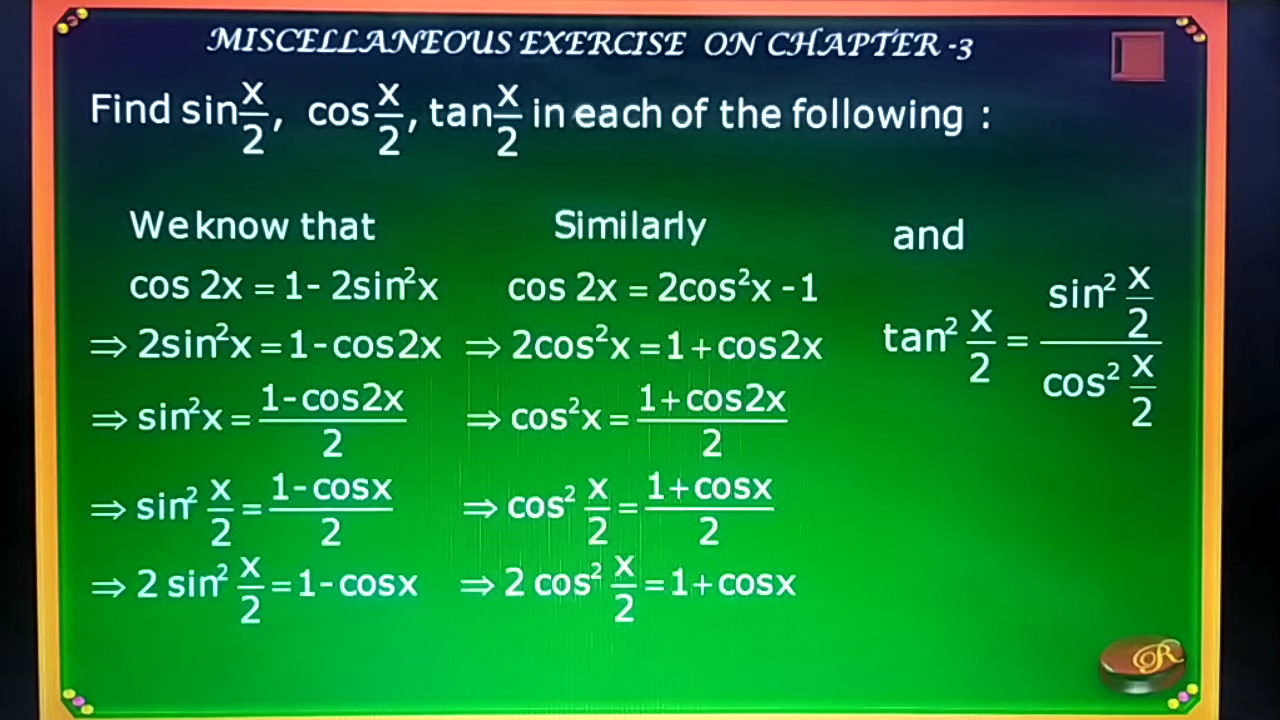 MISCELLANEOUS EXERCISE ON CHAPTER -3
Find sin x/2, cos x/2, tan x/2 in each of the following :
We know that
cos 2x = 1- 2sin²x
⇒ 2sin²x = 1-cos2x
⇒ sin²x = (1-cos2x)/2
⇒ sin² x/2 = (1-cosx)/2
⇒ 2 sin² x/2 = 1-cosx
Similarly
cos 2x = 2cos²x -1
⇒ 2cos²x = 1+cos2x
⇒ cos²x = (1+cos2x)/2
⇒ cos² x/2 = (1+cosx)/2
⇒ 2 cos² x/2 = 1+cosx
and
tan² x/2 = (sin² x/2)/(cos² x/2)